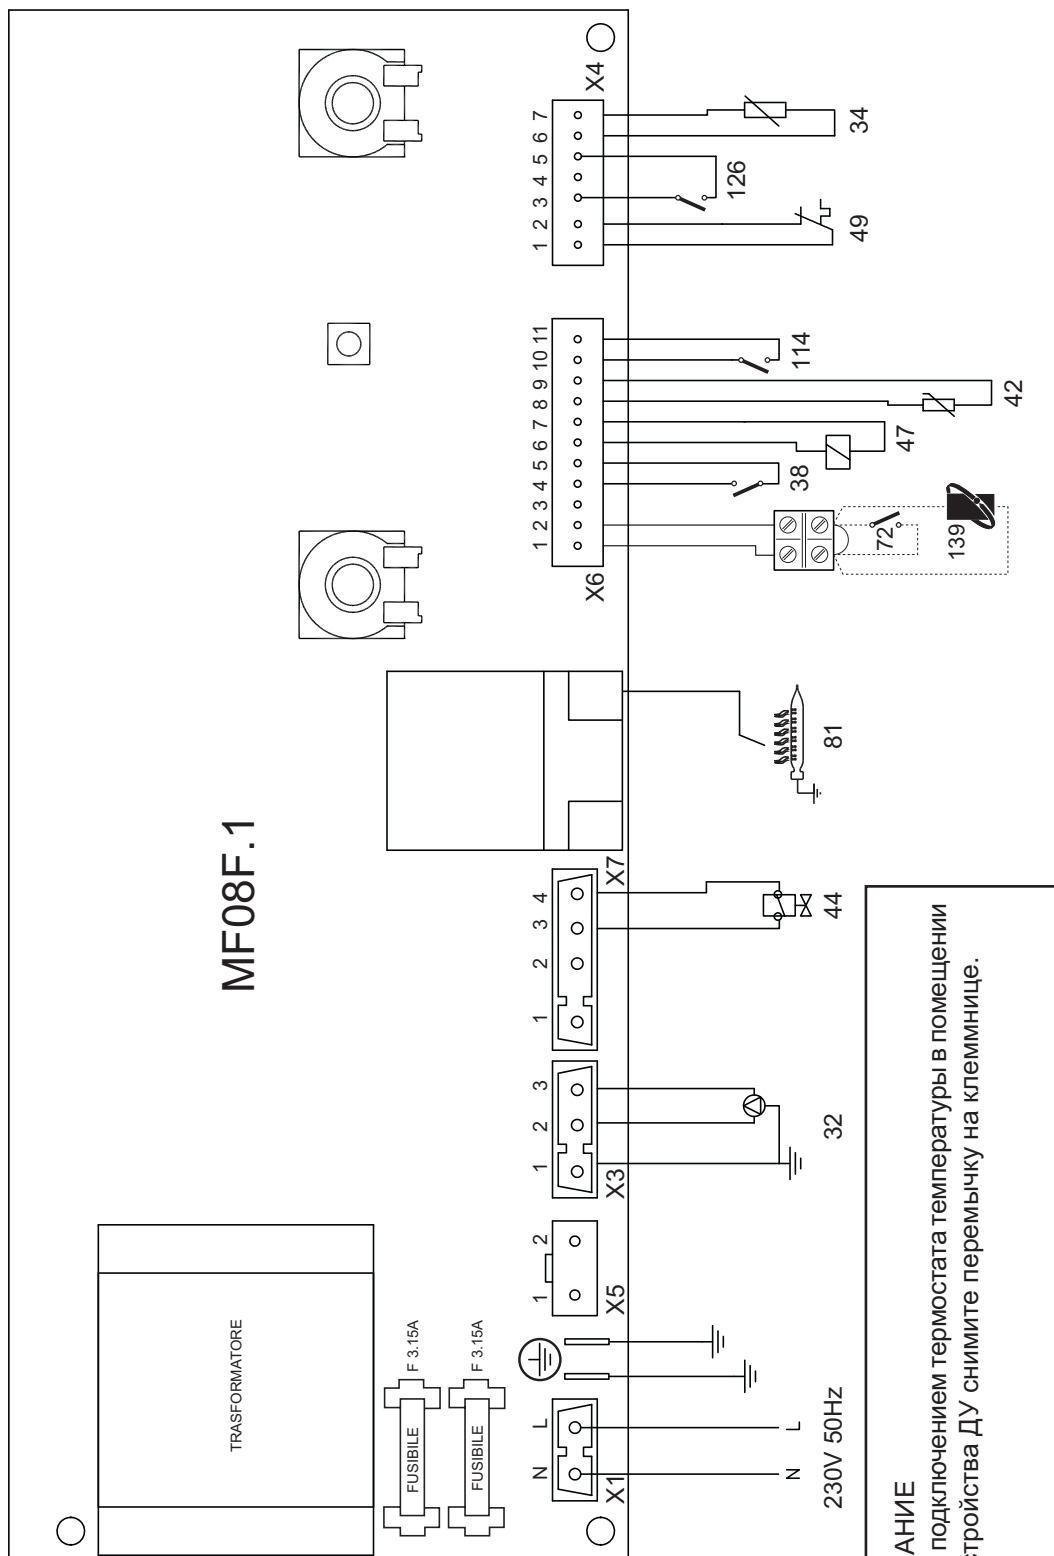 TRASFORMATORE
MF08F.1
FUSIBILE F 3.15A
FUSIBILE F 3.15A
N L 1 2 1 2 3 1 2 3 4 1 2 3 4 5 6 7 8 9 10 11 1 2 3 4 5 6 7
X1 X5 X3 X7 X6 X4
126
N L
38 114
230V 50Hz 32 44 81 49 34
72
47
АНИЕ
139
подключением термостата температуры в помещении
тройства ДУ снимите перемычку на клеммнице.
42